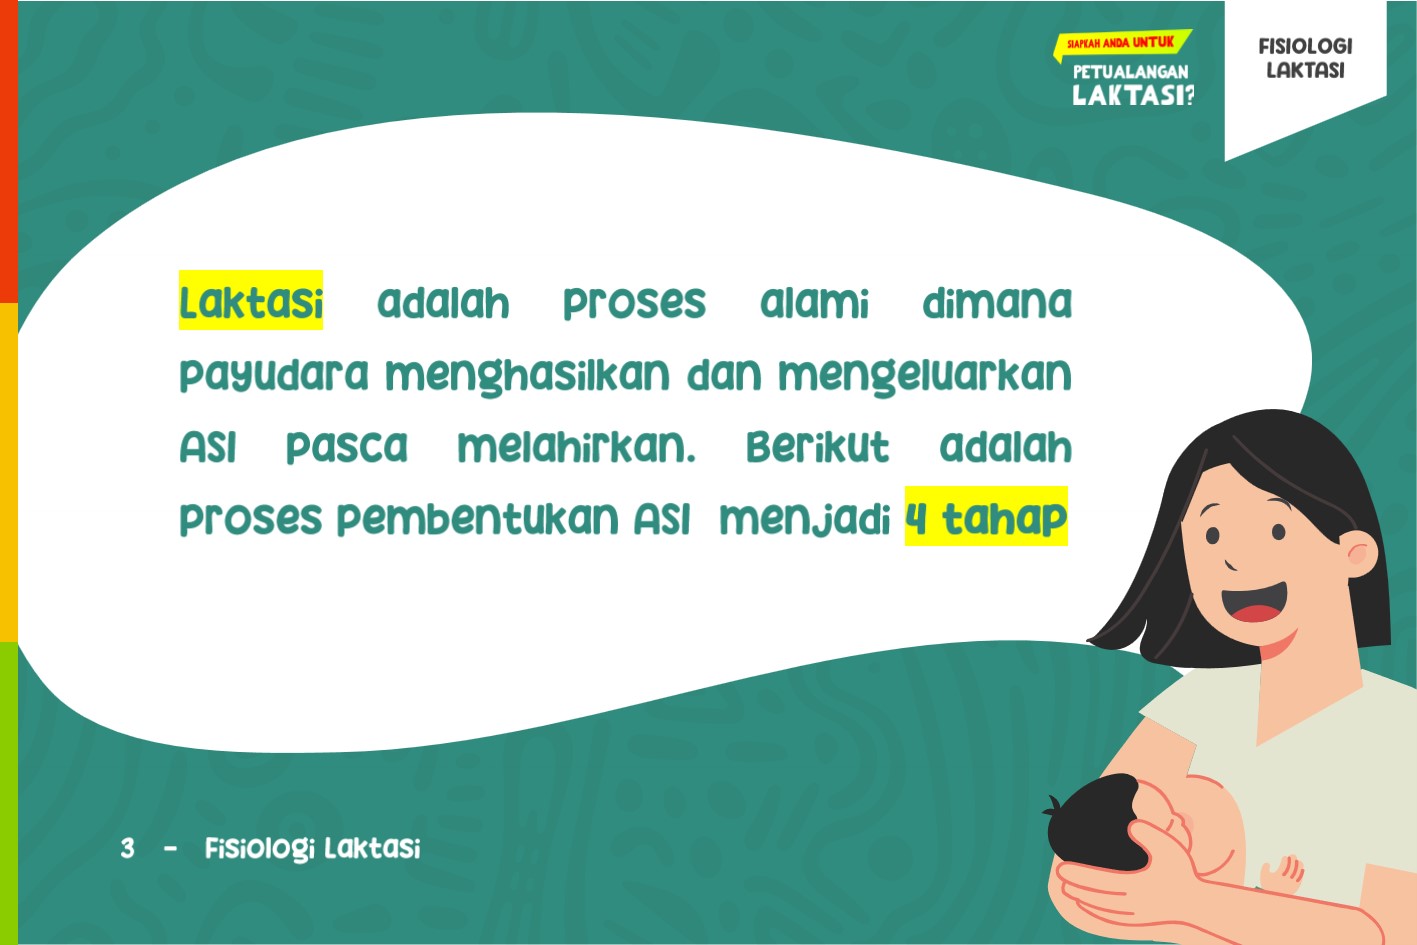 SIAPKAH ANDA UNTUK
PETUALANGAN
LAKTASI?
FISIOLOGI
LAKTASI
Laktasi adalah proses alami dimana
payudara menghasilkan dan mengeluarkan
ASI pasca melahirkan. Berikut adalah
proses pembentukan ASI menjadi 4 tahap
3 - Fisiologi Laktasi